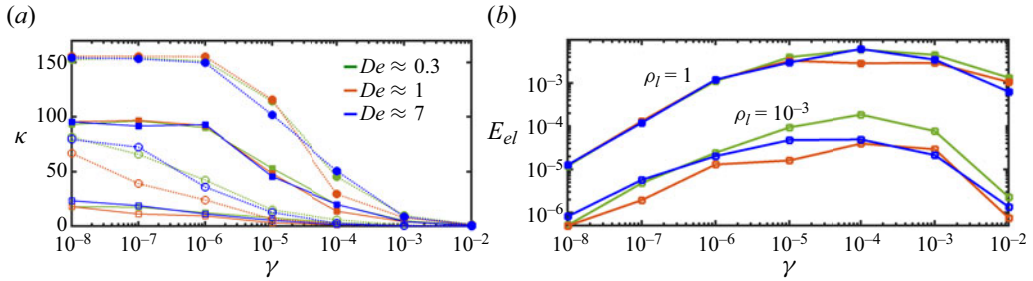 (a)
150
100
50
0
κ
De ≈ 0.3
De ≈ 1
De ≈ 7
10⁻⁸ 10⁻⁷ 10⁻⁶ 10⁻⁵ 10⁻⁴ 10⁻³ 10⁻²
γ
(b)
10⁻³
10⁻⁴
10⁻⁵
10⁻⁶
E_el
ρ_l = 1
ρ_l = 10⁻³
10⁻⁸ 10⁻⁷ 10⁻⁶ 10⁻⁵ 10⁻⁴ 10⁻³ 10⁻²
γ